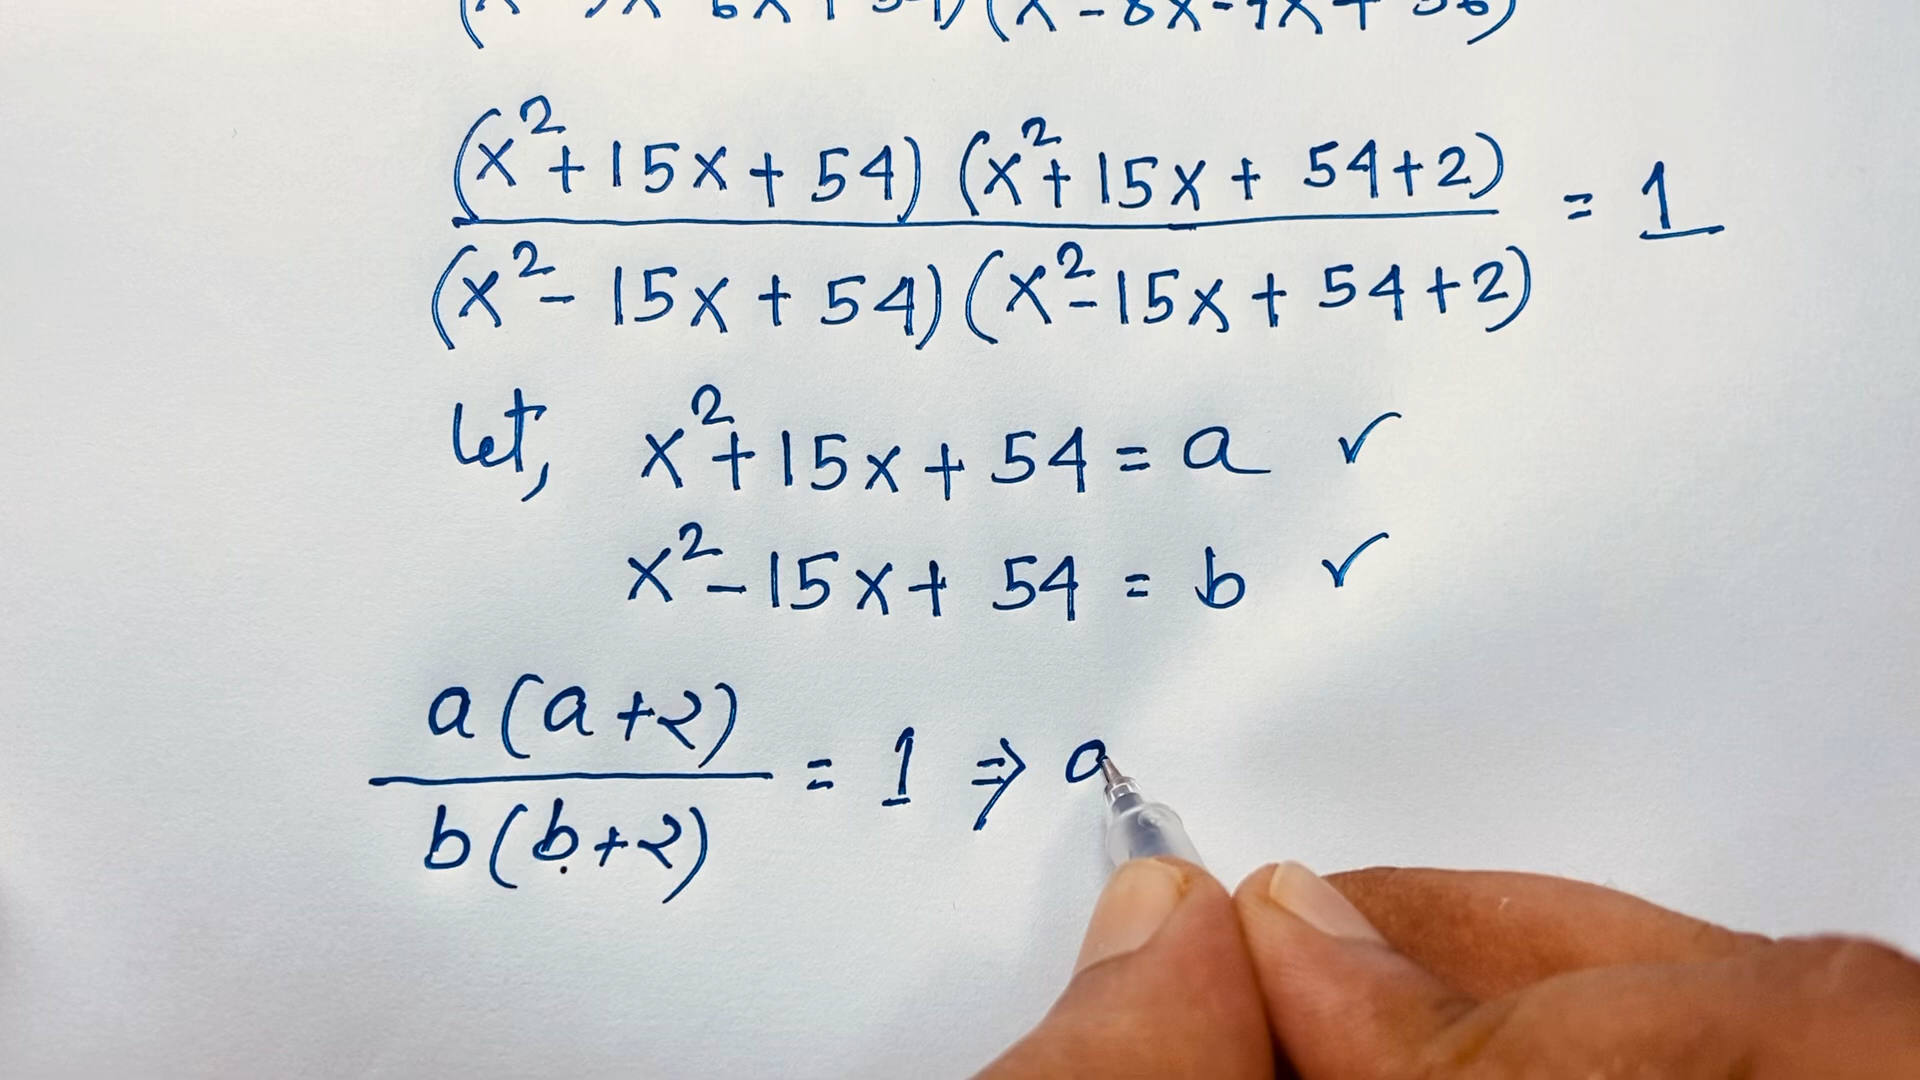 (x² + 15x + 54) (x² + 15x + 54+2)
(x² - 15x + 54) (x² - 15x + 54+2) = 1
let, x² + 15x + 54 = a ✓
x² - 15x + 54 = b ✓
a(a+2)
b(b+2) = 1 ⇒ a